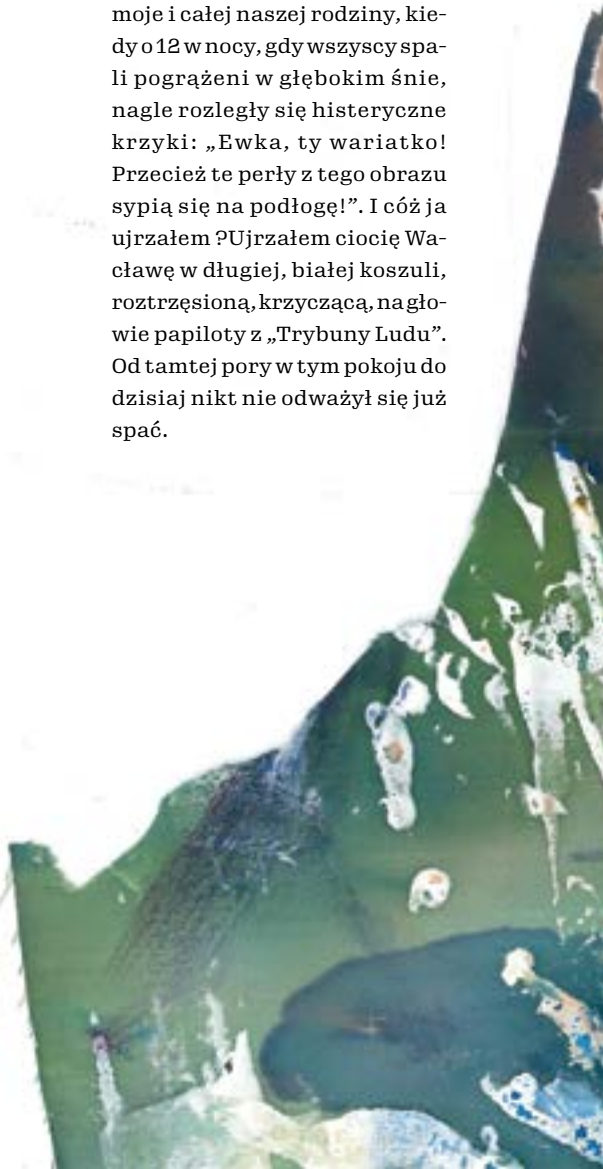 moje i całej naszej rodziny, kie-
dy o 12 w nocy, gdy wszyscy spa-
li pogrążeni w głębokim śnie,
nagle rozległy się histeryczne
krzyki: „Ewka, ty wariatko!
Przecież te perły z tego obrazu
sypią się na podłogę!”. I cóż ja
ujrzałem ?Ujrzałem ciocię Wa-
cławę w długiej, białej koszuli,
roztrzęsioną, krzyczącą, na gło-
wie papiloty z „Trybuny Ludu”.
Od tamtej pory w tym pokoju do
dzisiaj nikt nie odważył się już
spać.